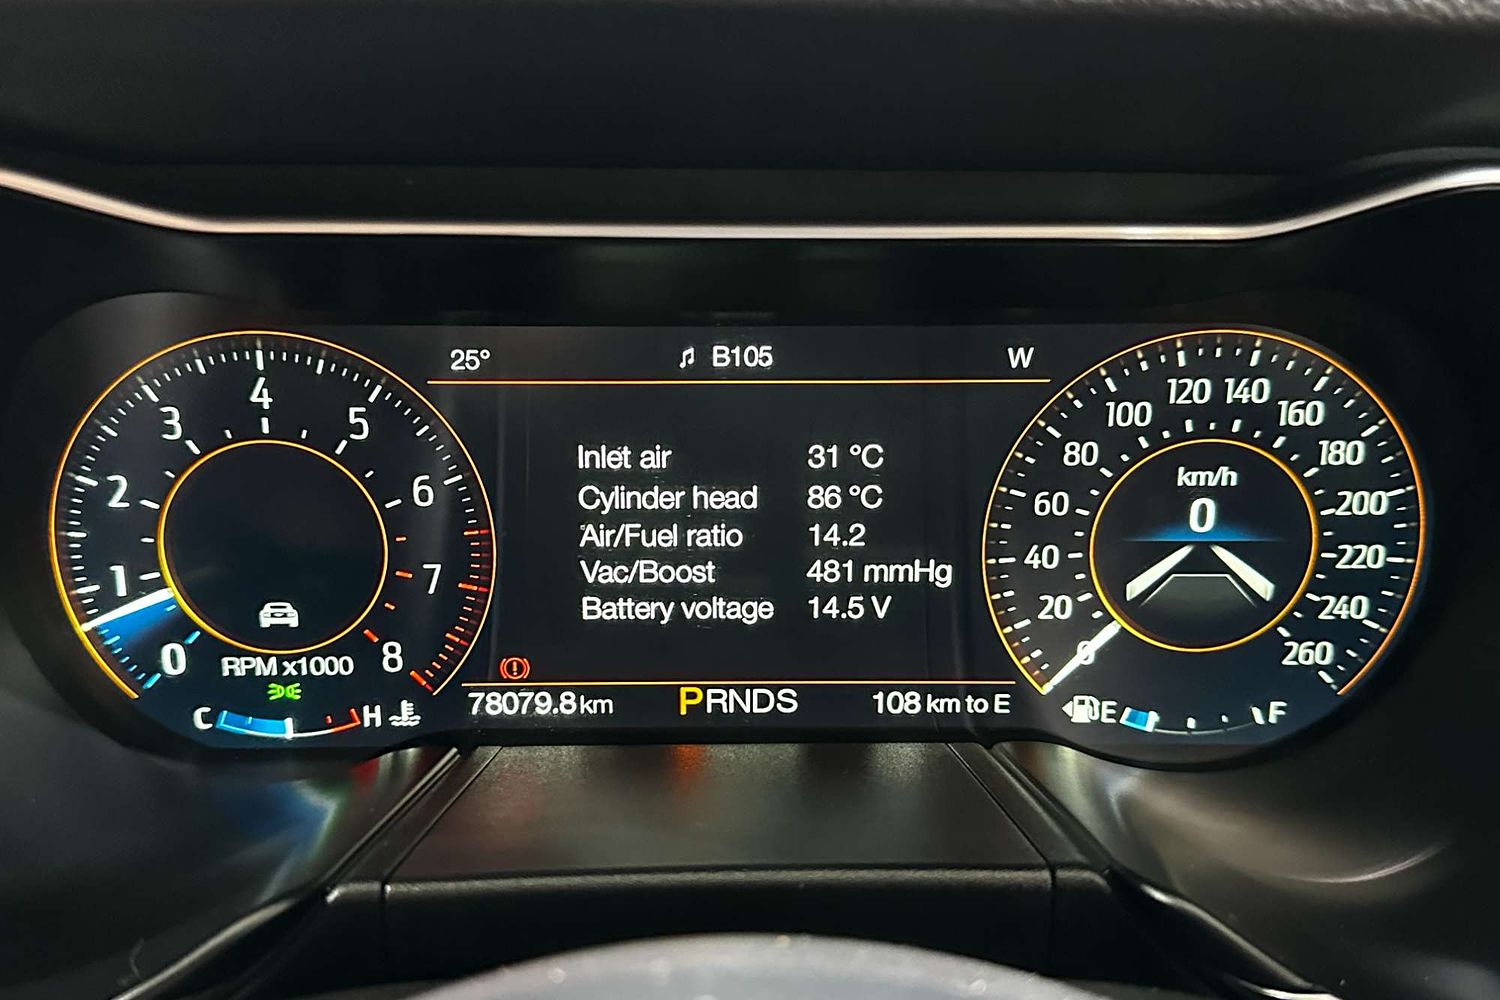 25° B105 W
0 1 2 3 4 5 6 7 8
RPM x1000
C H
Inlet air 31 °C
Cylinder head 86 °C
Air/Fuel ratio 14.2
Vac/Boost 481 mmHg
Battery voltage 14.5 V
78079.8 km PRNDS 108 km to E
0 20 40 60 80 100 120 140 160 180 200 220 240 260
km/h
0
E F